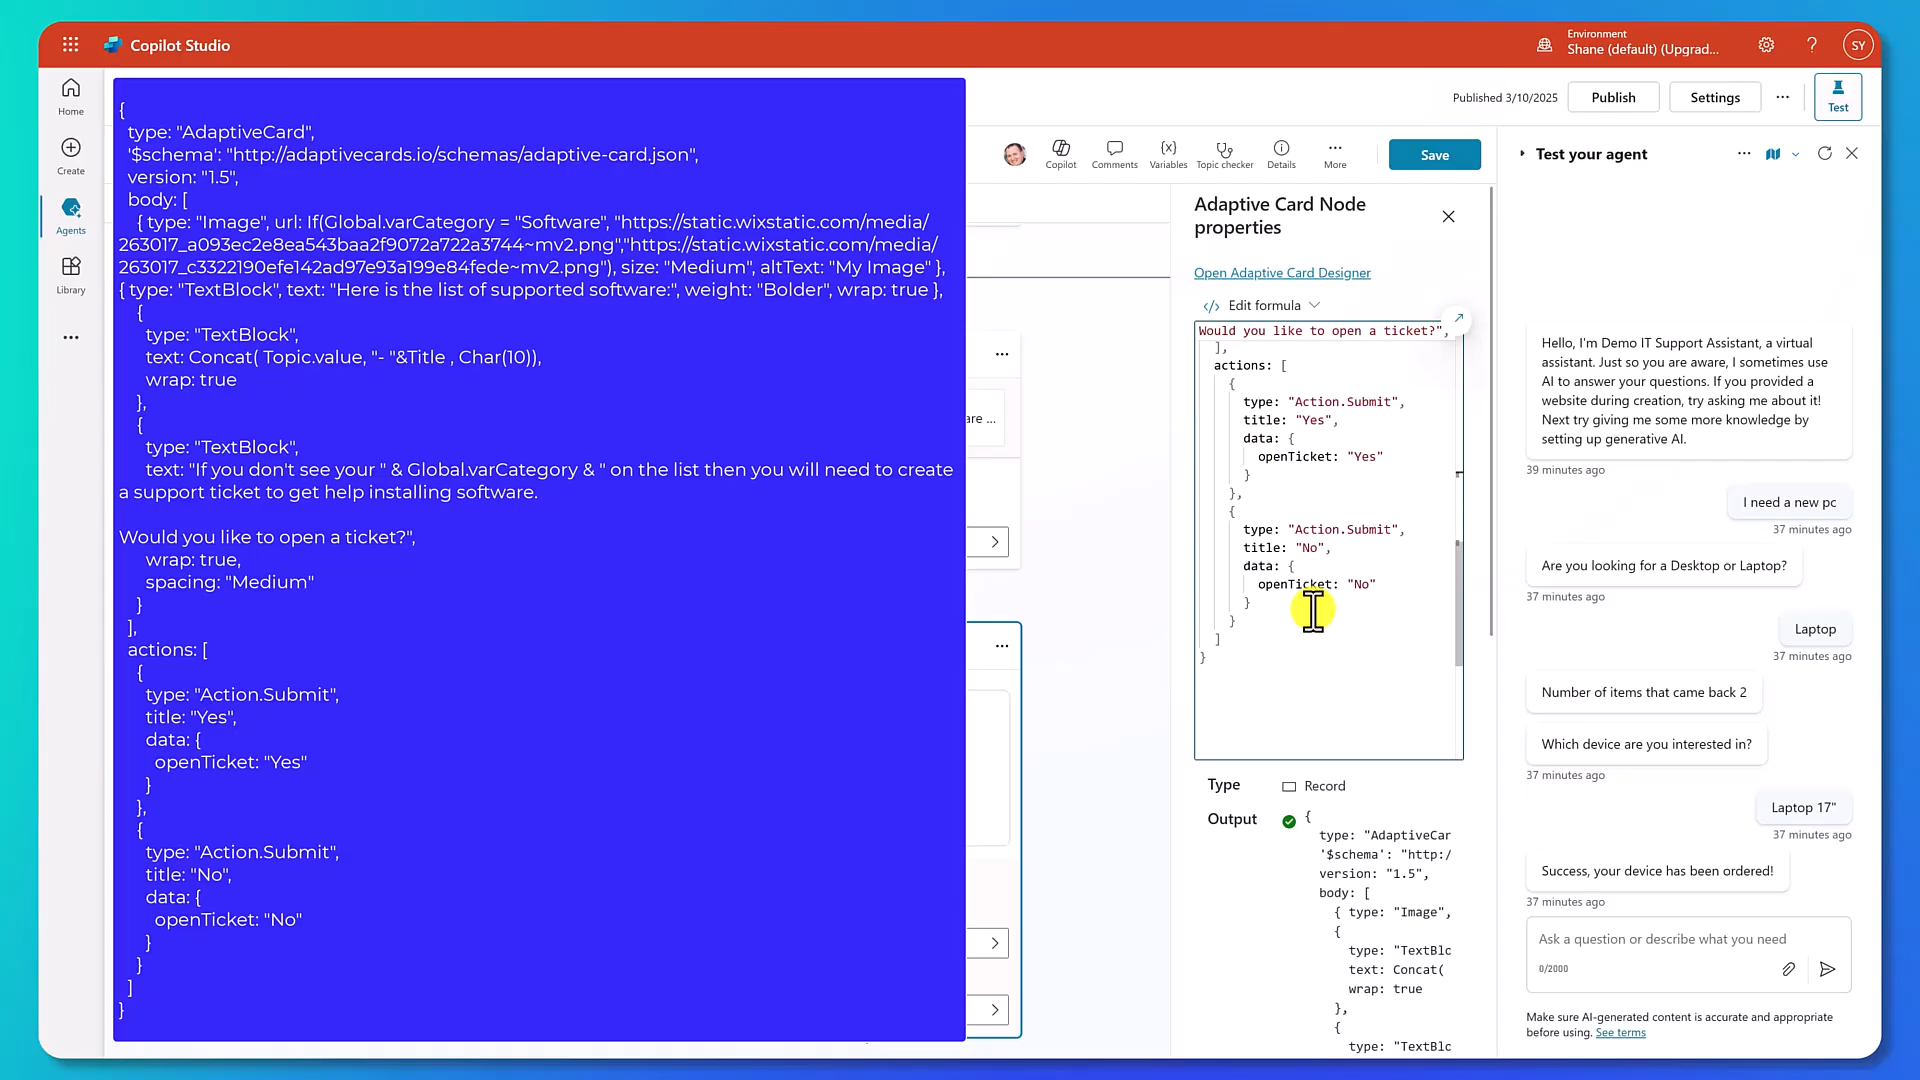 Copilot Studio
Environment
Shane (default) (Upgrad...
SY
Home
Create
Agents
Library
Published 3/10/2025
Publish
Settings
Test
Copilot
Comments
Variables
Topic checker
Details
More
Save
{
type: "AdaptiveCard",
'$schema': "http://adaptivecards.io/schemas/adaptive-card.json",
version: "1.5",
body: [
{ type: "Image", url: If(Global.varCategory = "Software", "https://static.wixstatic.com/media/
263017_a093ec2e8ea543baa2f9072a722a3744~mv2.png","https://static.wixstatic.com/media/
263017_c3322190efe142ad97e93a199e84fede~mv2.png"), size: "Medium", altText: "My Image" },
{ type: "TextBlock", text: "Here is the list of supported software:", weight: "Bolder", wrap: true },
{
type: "TextBlock",
text: Concat( Topic.value, "- "&Title , Char(10)),
wrap: true
},
{
type: "TextBlock",
text: "If you don't see your " & Global.varCategory & " on the list then you will need to create
a support ticket to get help installing software.
Would you like to open a ticket?",
wrap: true,
spacing: "Medium"
}
],
actions: [
{
type: "Action.Submit",
title: "Yes",
data: {
openTicket: "Yes"
}
},
{
type: "Action.Submit",
title: "No",
data: {
openTicket: "No"
}
}
]
}
are ...
Adaptive Card Node
properties
Open Adaptive Card Designer
</> Edit formula
Would you like to open a ticket?",
],
actions: [
{
type: "Action.Submit",
title: "Yes",
data: {
openTicket: "Yes"
}
},
{
type: "Action.Submit",
title: "No",
data: {
openTicket: "No"
}
}
]
}
Type
Record
Output
{
type: "AdaptiveCar
'$schema': "http:/
version: "1.5",
body: [
{ type: "Image",
{
type: "TextBlc
text: Concat(
wrap: true
},
{
type: "TextBlc
Test your agent
Hello, I'm Demo IT Support Assistant, a virtual
assistant. Just so you are aware, I sometimes use
AI to answer your questions. If you provided a
website during creation, try asking me about it!
Next try giving me some more knowledge by
setting up generative AI.
39 minutes ago
I need a new pc
37 minutes ago
Are you looking for a Desktop or Laptop?
37 minutes ago
Laptop
37 minutes ago
Number of items that came back 2
Which device are you interested in?
37 minutes ago
Laptop 17"
37 minutes ago
Success, your device has been ordered!
37 minutes ago
Ask a question or describe what you need
0/2000
Make sure AI-generated content is accurate and appropriate
before using. See terms